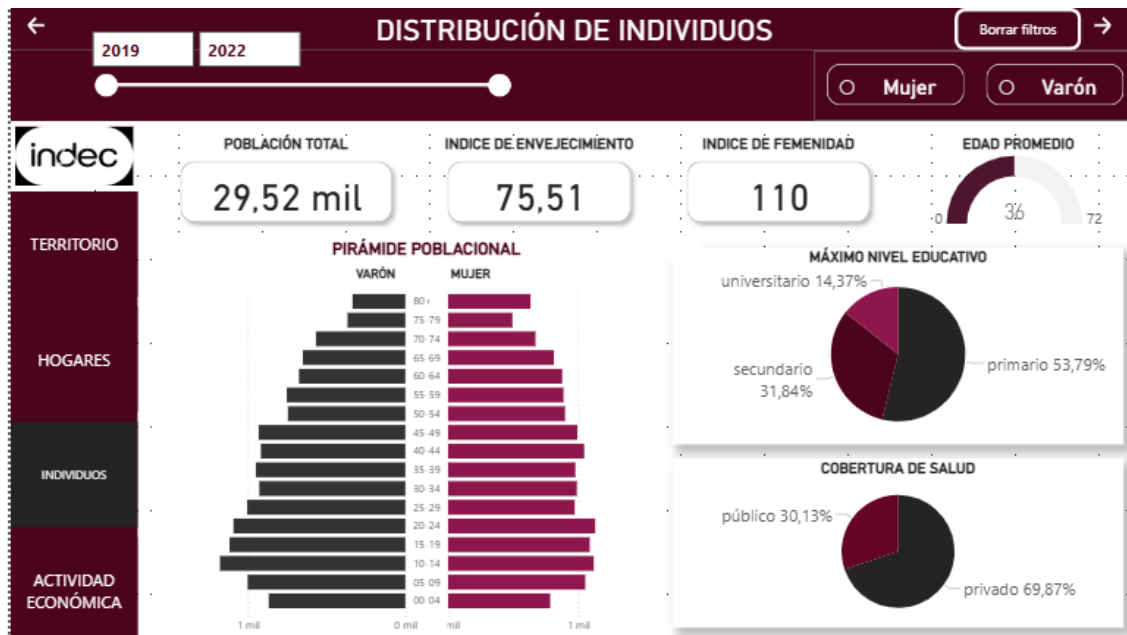 ←
DISTRIBUCIÓN DE INDIVIDUOS
Borrar filtros
→
2019
2022
Mujer
Varón
indec
TERRITORIO
HOGARES
INDIVIDUOS
ACTIVIDAD
ECONÓMICA
POBLACIÓN TOTAL
29,52 mil
INDICE DE ENVEJECIMIENTO
75,51
INDICE DE FEMENIDAD
110
EDAD PROMEDIO
0
36
72
PIRÁMIDE POBLACIONAL
VARÓN
MUJER
80+
75-79
70-74
65-69
60-64
55-59
50-54
45-49
40-44
35-39
30-34
25-29
20-24
15-19
10-14
05-09
00-04
1 mil
0 mil
mil
1 mil
MÁXIMO NIVEL EDUCATIVO
universitario 14,37%
secundario
31,84%
primario 53,79%
COBERTURA DE SALUD
público 30,13%
privado 69,87%